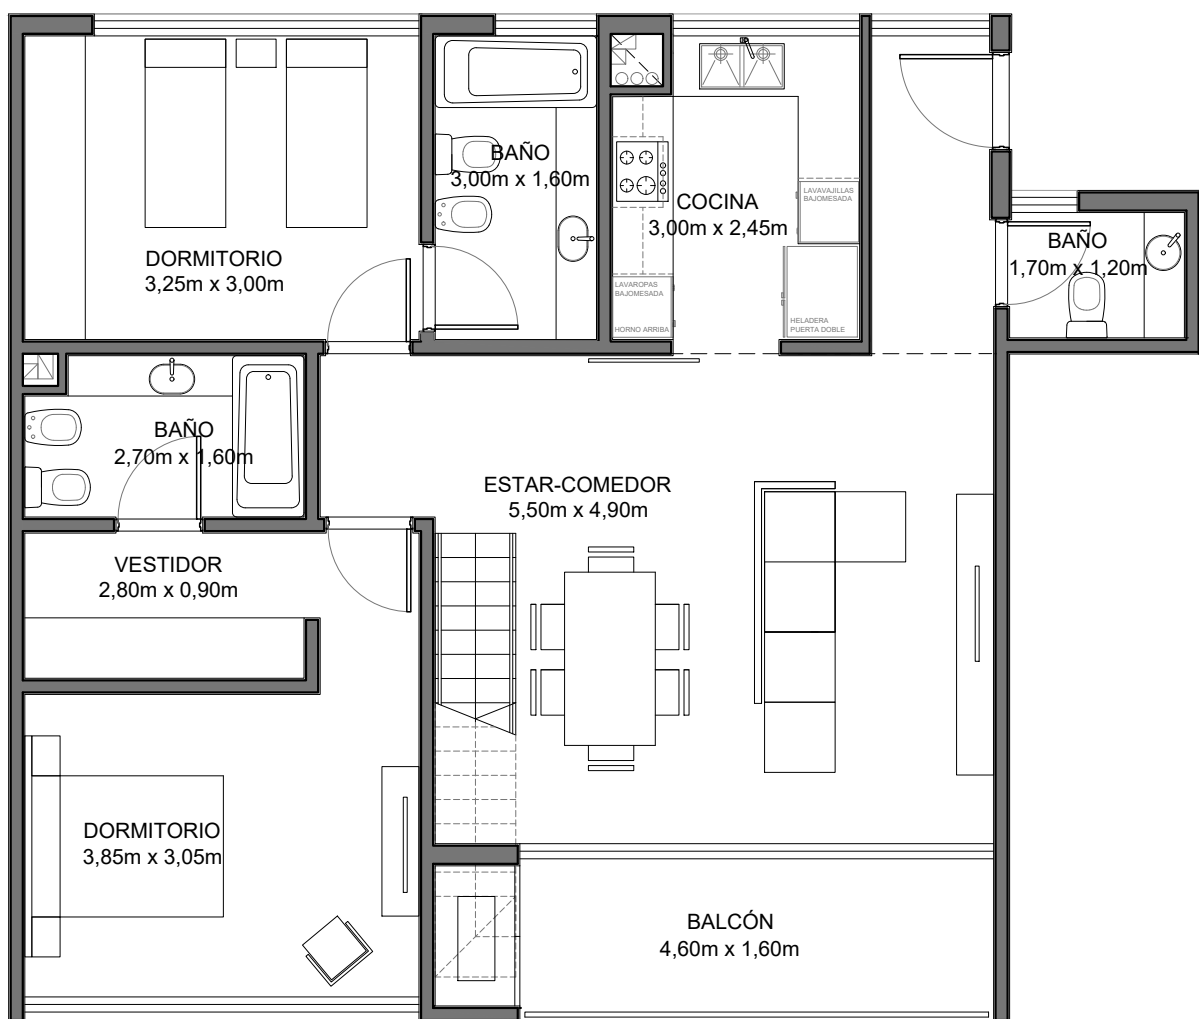 BAÑO
3,00m x 1,60m
LAVAVAJILLAS
BAJOMESADA
COCINA
3,00m x 2,45m
BAÑO
1,70m x 1,20m
DORMITORIO
3,25m x 3,00m
LAVAROPAS
BAJOMESADA
HORNO ARRIBA
HELADERA
PUERTA DOBLE
BAÑO
2,70m x 1,60m
ESTAR-COMEDOR
5,50m x 4,90m
VESTIDOR
2,80m x 0,90m
DORMITORIO
3,85m x 3,05m
BALCÓN
4,60m x 1,60m